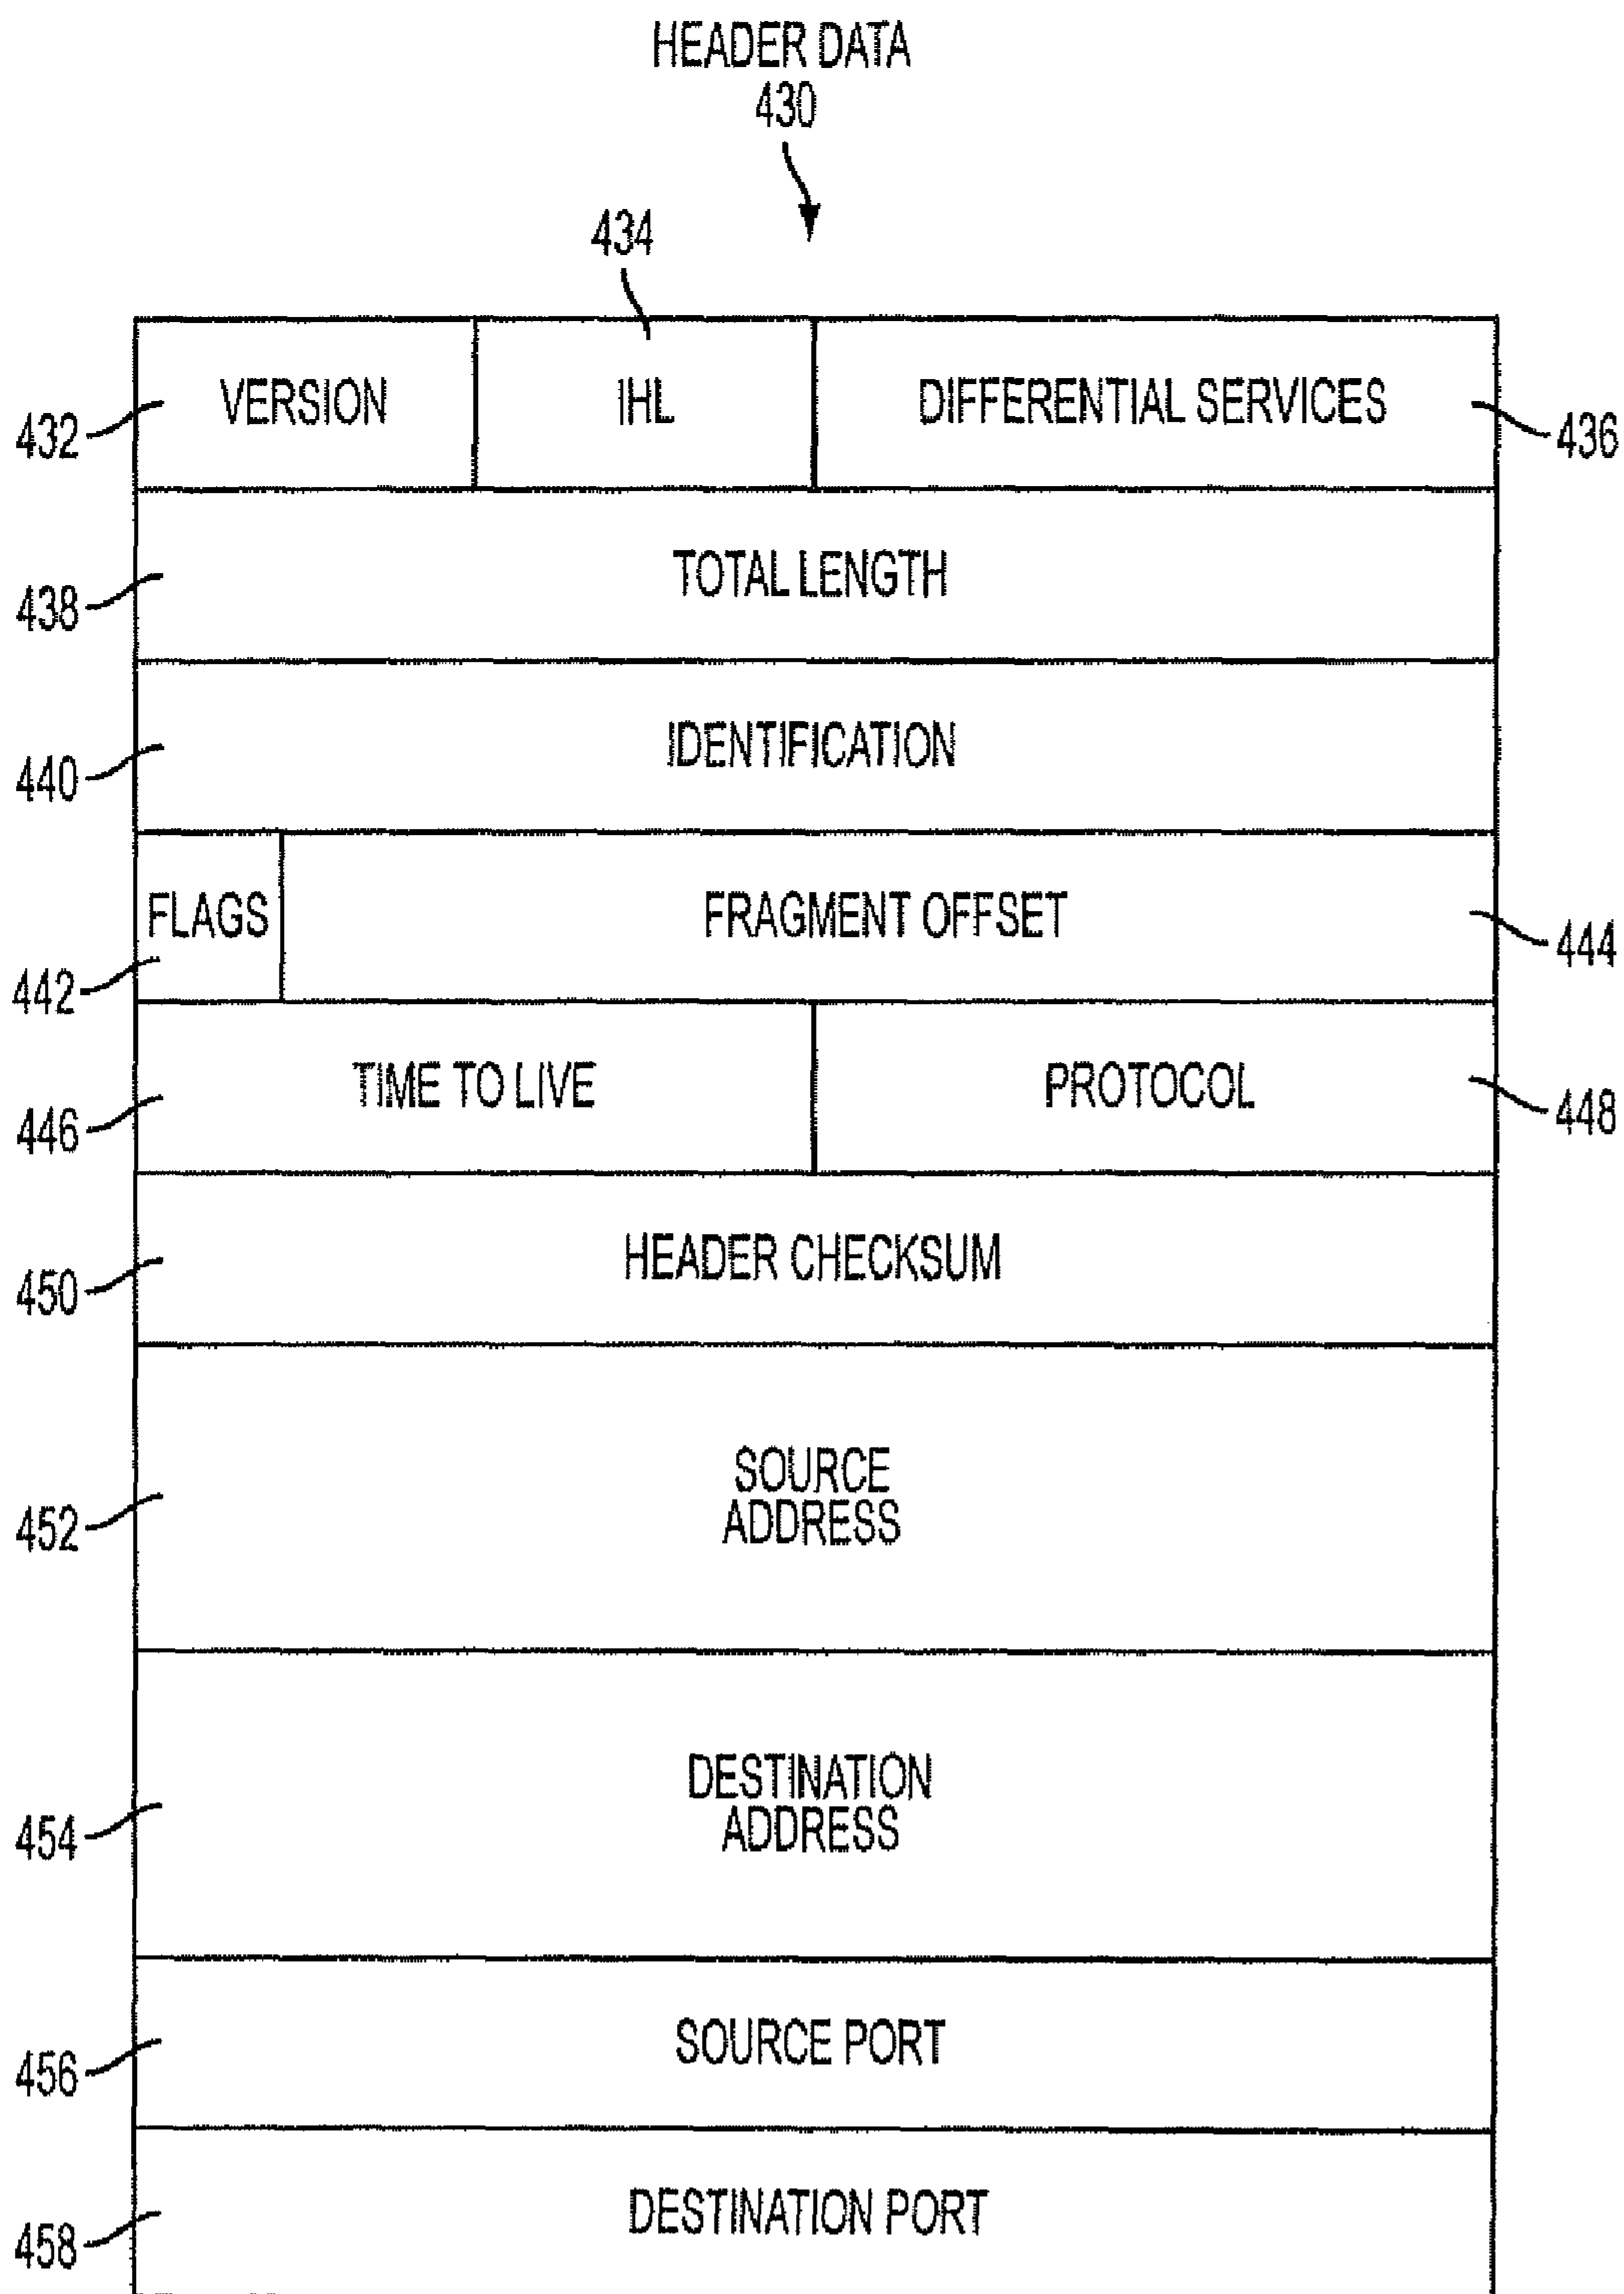 HEADER DATA
430
434
432 VERSION IHL DIFFERENTIAL SERVICES 436
438 TOTAL LENGTH
440 IDENTIFICATION
442 FLAGS FRAGMENT OFFSET 444
446 TIME TO LIVE PROTOCOL 448
450 HEADER CHECKSUM
452 SOURCE
ADDRESS
454 DESTINATION
ADDRESS
456 SOURCE PORT
458 DESTINATION PORT